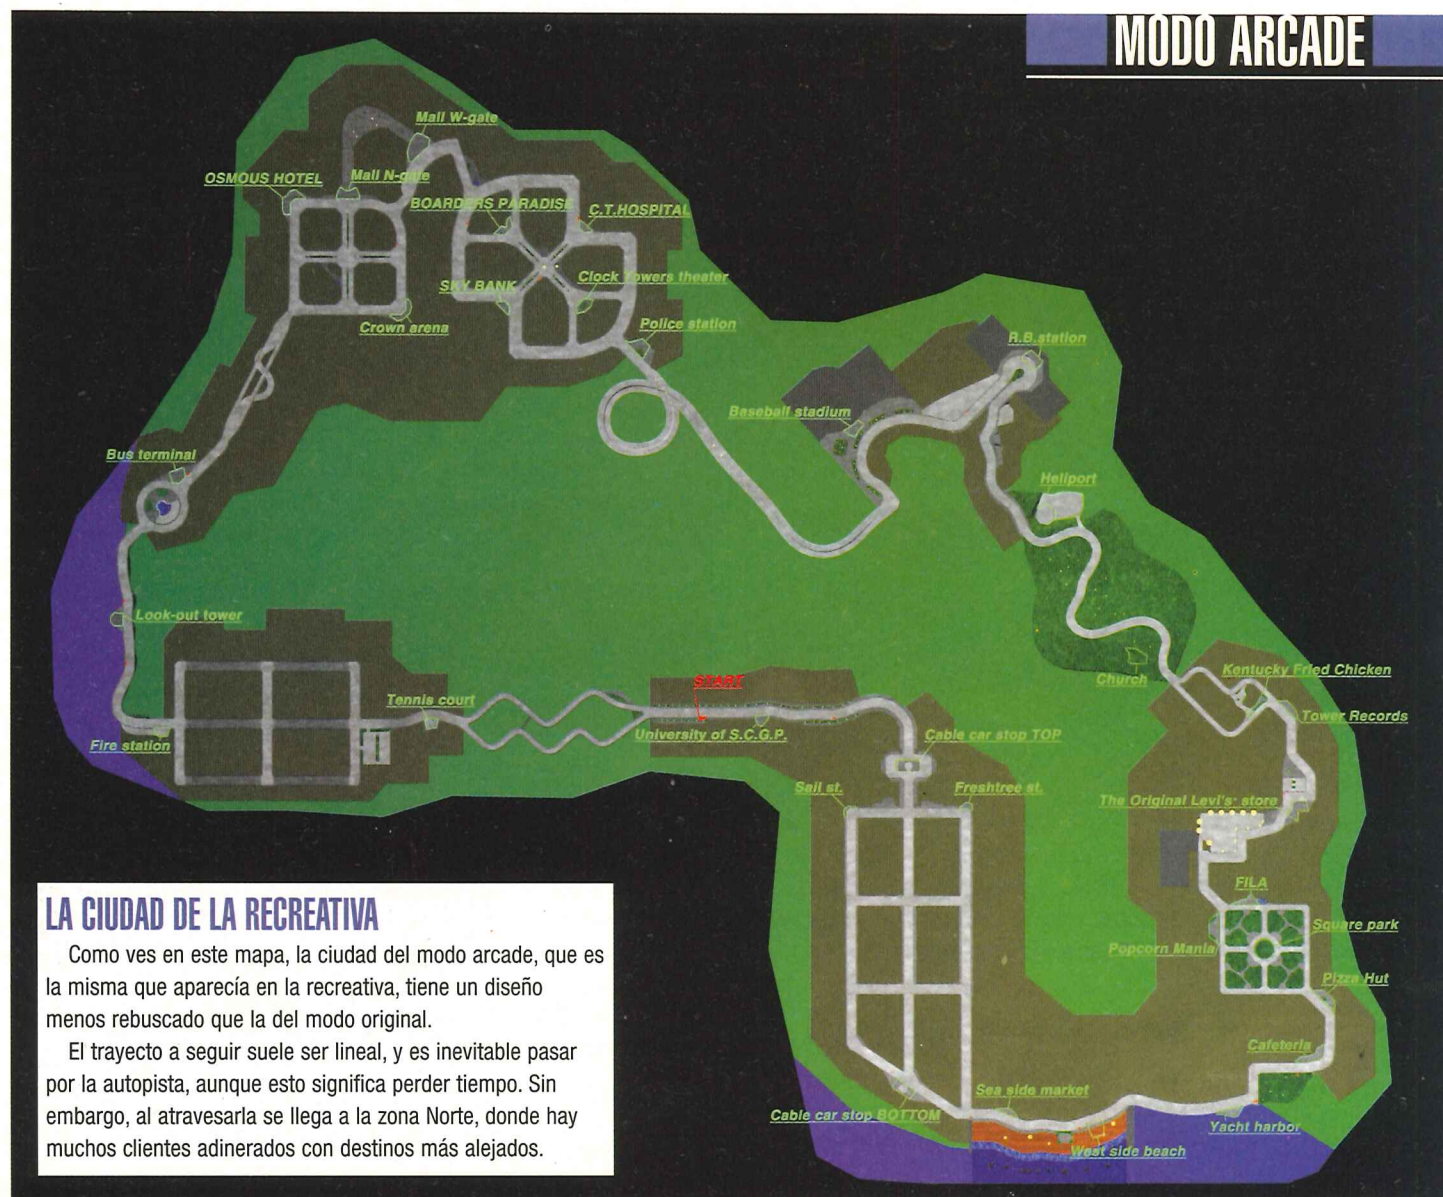 MODO ARCADE
Mall W-gate
OSMOUS HOTEL
Mall N-gate
BOARDERS PARADISE
C.T.HOSPITAL
SKY BANK
Clock Towers theater
Crown arena
Police station
R.B.station
Baseball stadium
Bus terminal
Heliport
Look-out tower
Church
Kentucky Fried Chicken
START
Tennis court
Tower Records
Fire station
University of S.C.G.P.
Cable car stop TOP
Sail st.
Freshtree st.
The Original Levi's® store
FILA
Square park
Popcorn Mania
Pizza Hut
Cafeteria
Sea side market
Cable car stop BOTTOM
Yacht harbor
West side beach
LA CIUDAD DE LA RECREATIVA
Como ves en este mapa, la ciudad del modo arcade, que es
la misma que aparecía en la recreativa, tiene un diseño
menos rebuscado que la del modo original.
El trayecto a seguir suele ser lineal, y es inevitable pasar
por la autopista, aunque esto significa perder tiempo. Sin
embargo, al atravesarla se llega a la zona Norte, donde hay
muchos clientes adinerados con destinos más alejados.